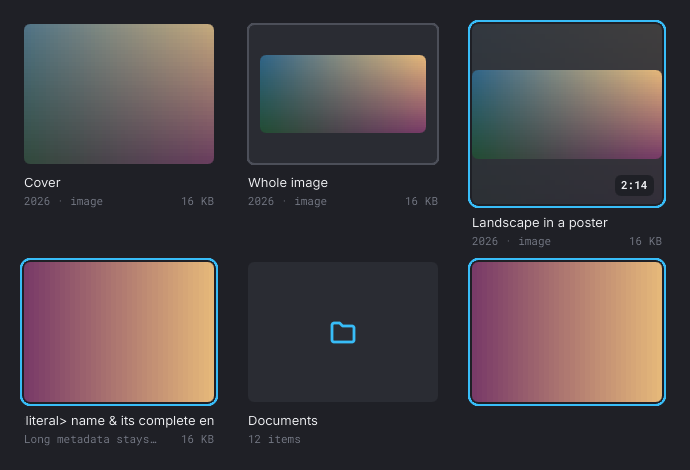 Cover
2026 · image 16 KB
Whole image
2026 · image 16 KB
2:14
Landscape in a poster
2026 · image 16 KB
literal> name & its complete en
Long metadata stays… 16 KB
Documents
12 items